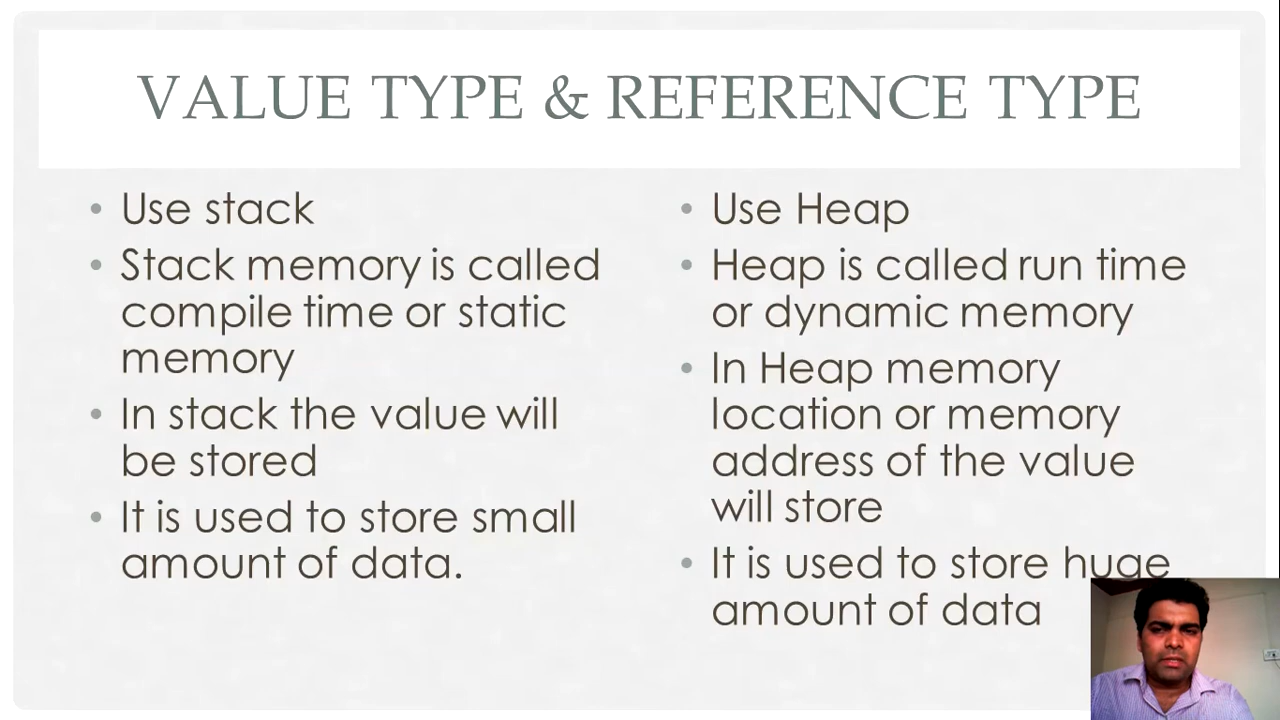 VALUE TYPE & REFERENCE TYPE
• Use stack
• Stack memory is called
compile time or static
memory
• In stack the value will
be stored
• It is used to store small
amount of data.
• Use Heap
• Heap is called run time
or dynamic memory
• In Heap memory
location or memory
address of the value
will store
• It is used to store huge
amount of data